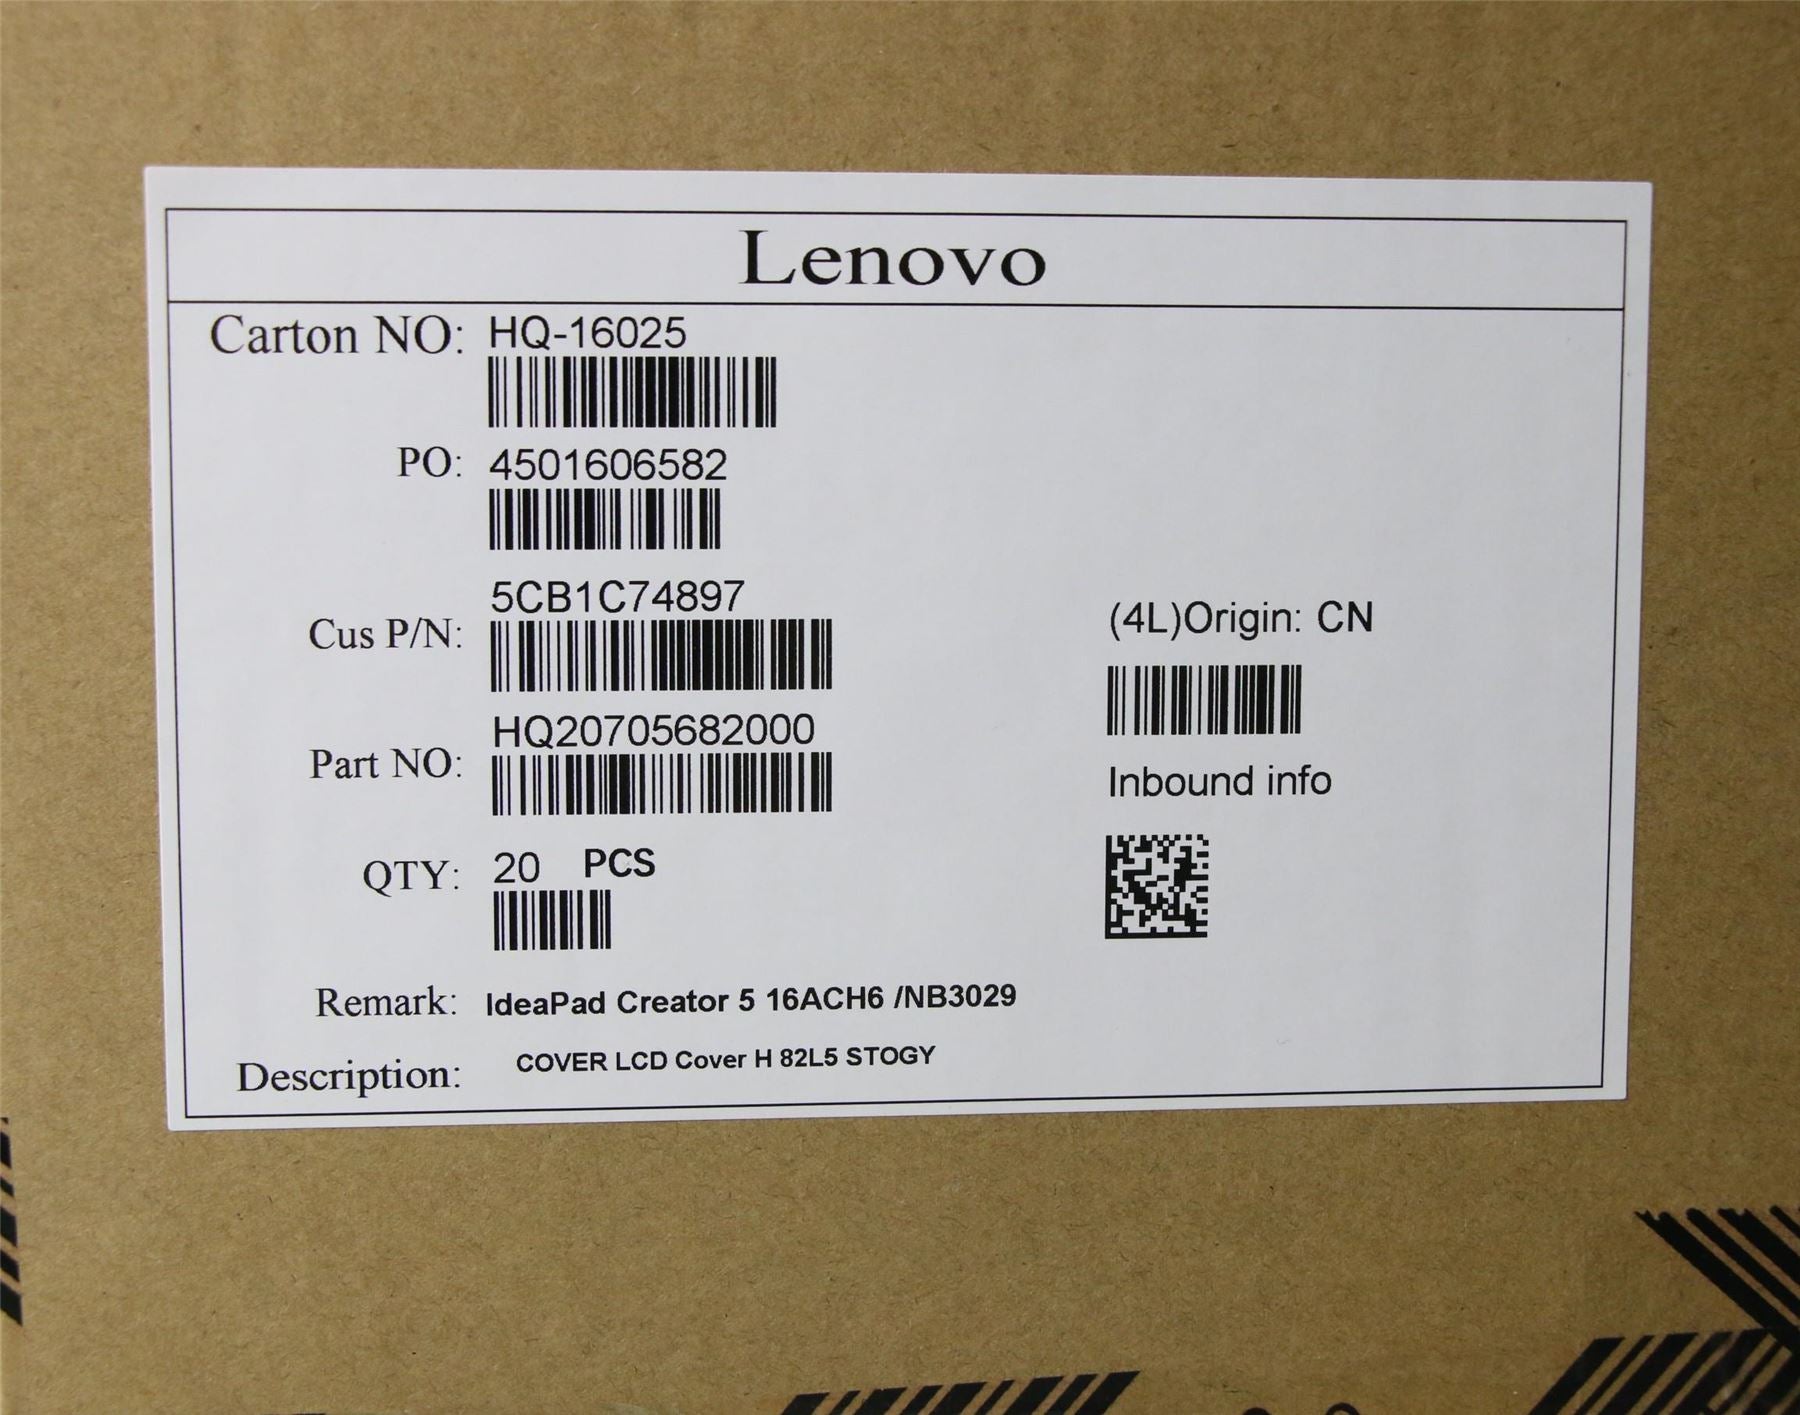 Lenovo
Carton NO: HQ-16025
PO: 4501606582
Cus P/N: 5CB1C74897
(4L)Origin: CN
Part NO: HQ20705682000
Inbound info
QTY: 20 PCS
Remark: IdeaPad Creator 5 16ACH6 /NB3029
Description: COVER LCD Cover H 82L5 STOGY